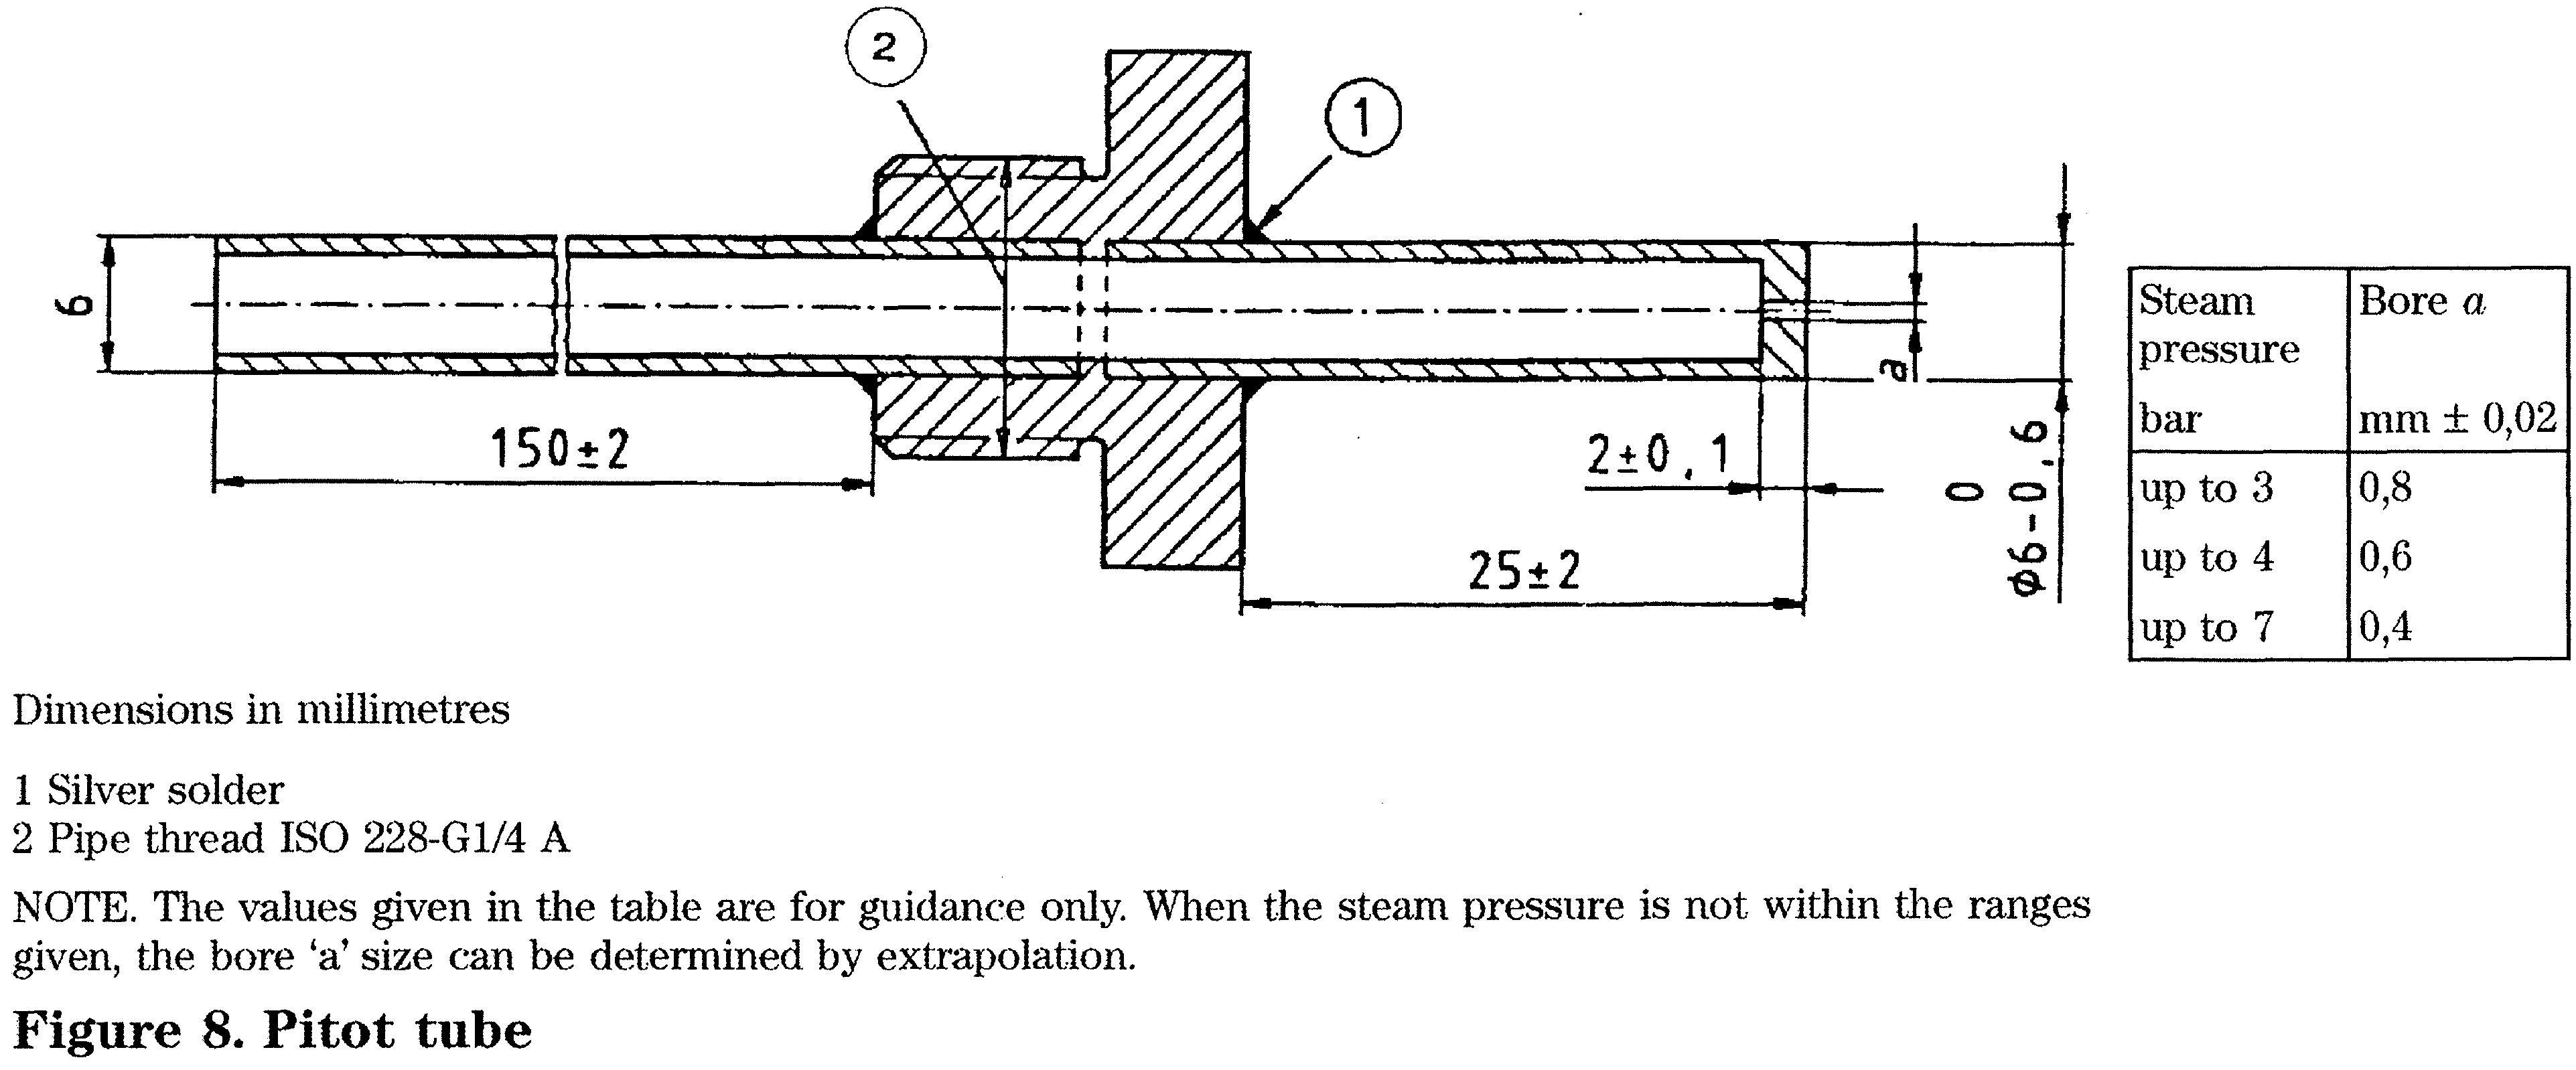 2
1
6
150±2
2±0,1
25±2
a
0
ϕ6-0,6
Steam pressure
bar
Bore a
mm ± 0,02
up to 3 0,8
up to 4 0,6
up to 7 0,4
Dimensions in millimetres
1 Silver solder
2 Pipe thread ISO 228-G1/4 A
NOTE. The values given in the table are for guidance only. When the steam pressure is not within the ranges
given, the bore ‘a’ size can be determined by extrapolation.
Figure 8. Pitot tube